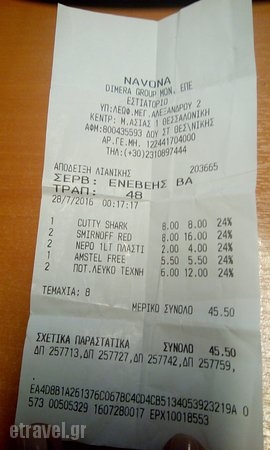 NAVONA
DIMERA GROUP MON. ΕΠΕ
ΕΣΤΙΑΤΟΡΙΟ
ΥΠ:ΛΕΩΦ.ΜΕΓ.ΑΛΕΞΑΝΔΡΟΥ 2
ΚΕΝΤΡ: Μ.ΑΣΙΑΣ 1 ΘΕΣΣΑΛΟΝΙΚΗ
ΑΦΜ:800435593 ΔΟΥ ΣΤ ΘΕΣ\ΝΙΚΗΣ
ΑΡ.ΓΕ.ΜΗ. 122441704000
ΤΗΛ:(+30)2310897444
ΑΠΟΔΕΙΞΗ ΛΙΑΝΙΚΗΣ 203665
ΣΕΡΒ: ΕΝΕΒΕΗΣ ΒΑ
ΤΡΑΠ: 48
28/7/2016 00:17:17
1 CUTTY SHARK 8.00 8.00 24%
2 SMIRNOFF RED 8.00 16.00 24%
2 ΝΕΡΟ 1LT ΠΛΑΣΤΙ 2.00 4.00 24%
1 AMSTEL FREE 5.50 5.50 24%
2 ΠΟΤ.ΛΕΥΚΟ ΤΕΧΝΗ 6.00 12.00 24%
ΤΕΜΑΧΙΑ: 8
ΜΕΡΙΚΟ ΣΥΝΟΛΟ 45.50
ΣΥΝΟΛΟ 45.50
ΣΧΕΤΙΚΑ ΠΑΡΑΣΤΑΤΙΚΑ
ΔΠ 257713,ΔΠ 257727,ΔΠ 257742,ΔΠ 257759,
EA4D8B1A261376C067BC4CD4CB5134053923219A 0
573 00505329 1607280017 ΕΡΧ10018553
etravel.gr